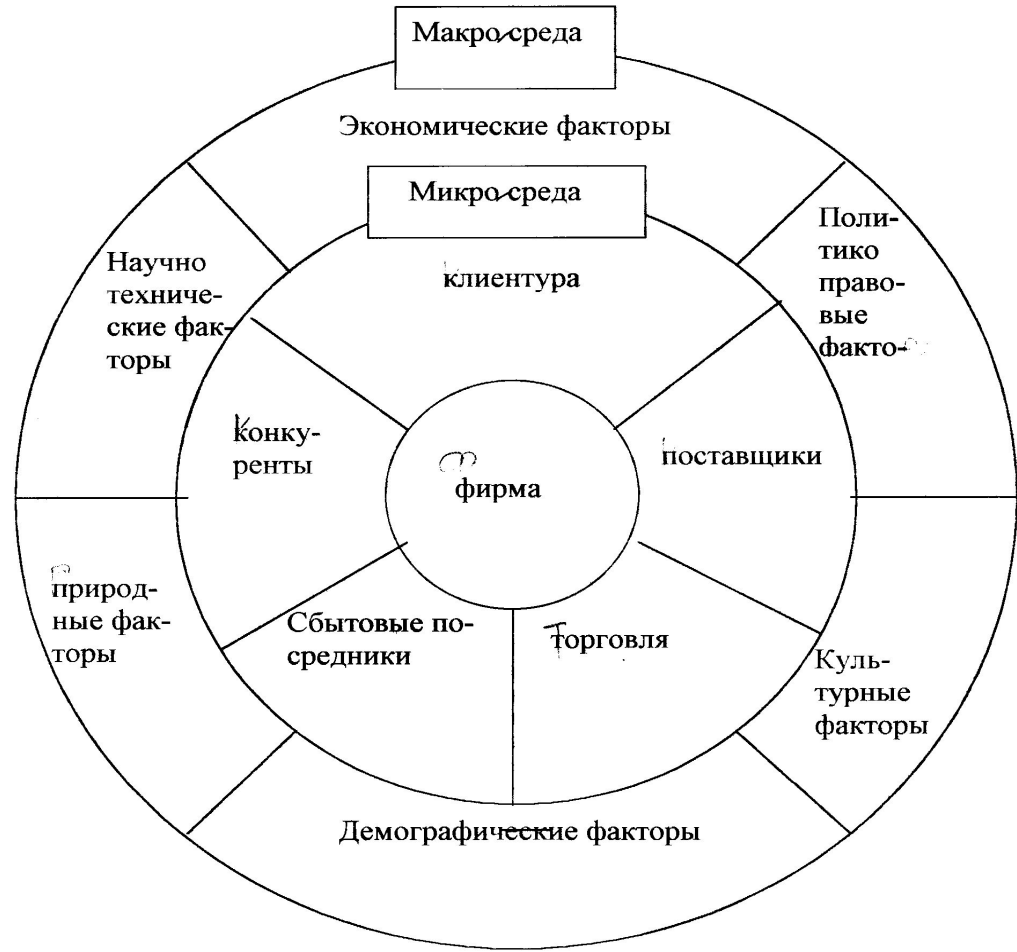 Макро-среда
Экономические факторы
Микро-среда
Поли-
тико
право-
вые
факто-
Научно
техниче-
ские фак-
торы
клиентура
конку-
ренты
поставщики
фирма
природ-
ные фак-
торы
Сбытовые по-
средники
торговля
Куль-
турные
факторы
Демографические факторы